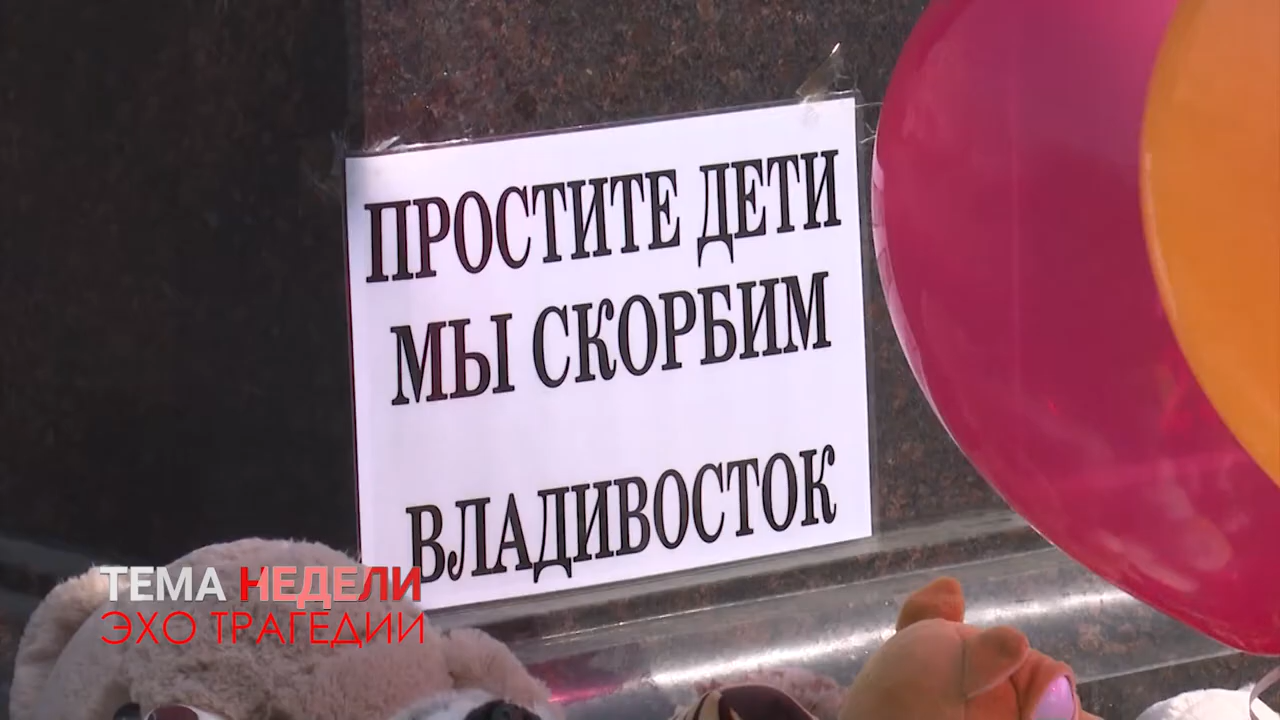 ПРОСТИТЕ ДЕТИ
МЫ СКОРБИМ
ВЛАДИВОСТОК
ТЕМА НЕДЕЛИ
ЭХО ТРАГЕДИИ